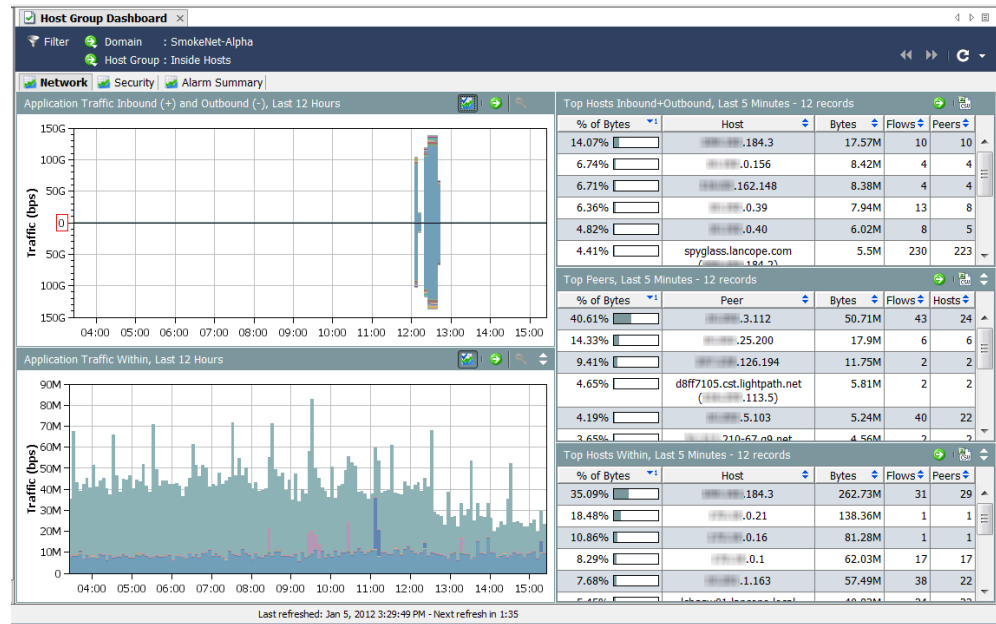 Host Group Dashboard
Filter Domain : SmokeNet-Alpha
Host Group : Inside Hosts
Network Security Alarm Summary
Application Traffic Inbound (+) and Outbound (-), Last 12 Hours
150G
100G
50G
0
50G
100G
150G
Traffic (bps)
04:00 05:00 06:00 07:00 08:00 09:00 10:00 11:00 12:00 13:00 14:00 15:00
Application Traffic Within, Last 12 Hours
90M
80M
70M
60M
50M
40M
30M
20M
10M
0
Traffic (bps)
04:00 05:00 06:00 07:00 08:00 09:00 10:00 11:00 12:00 13:00 14:00 15:00
Top Hosts Inbound+Outbound, Last 5 Minutes - 12 records
% of Bytes 1 Host Bytes Flows Peers
14.07% .184.3 17.57M 10 10
6.74% .0.156 8.42M 4 4
6.71% .162.148 8.38M 4 4
6.36% .0.39 7.94M 13 8
4.82% .0.40 6.02M 8 5
4.41% spyglass.lancope.com 5.5M 230 223
( .184.2)
Top Peers, Last 5 Minutes - 12 records
% of Bytes 1 Peer Bytes Flows Hosts
40.61% .3.112 50.71M 43 24
14.33% .25.200 17.9M 6 6
9.41% .126.194 11.75M 2 2
4.65% d8ff7105.cst.lightpath.net 5.81M 2 2
( .113.5)
4.19% .5.103 5.24M 40 22
3.65% .210-67.q9.net 4.56M 2 2
Top Hosts Within, Last 5 Minutes - 12 records
% of Bytes 1 Host Bytes Flows Peers
35.09% .184.3 262.73M 31 29
18.48% .0.21 138.36M 1 1
10.86% .0.16 81.28M 1 1
8.29% .0.1 62.03M 17 17
7.68% .1.163 57.49M 38 22
Last refreshed: Jan 5, 2012 3:29:49 PM - Next refresh in 1:35